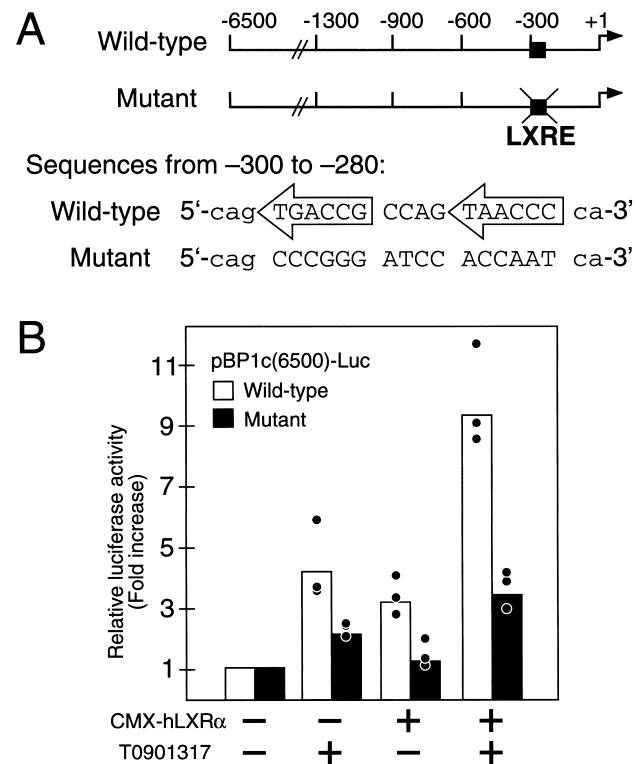 A
-6500 -1300 -900 -600 -300 +1
Wild-type
Mutant
LXRE
Sequences from –300 to –280:
Wild-type 5‘-cag TGACCG CCAG TAACCC ca-3’
Mutant 5‘-cag CCCGGG ATCC ACCAAT ca-3’
B
pBP1c(6500)-Luc
Wild-type
Mutant
Relative luciferase activity
(Fold increase)
11
9
7
5
3
1
CMX-hLXRα − − + +
T0901317 − + − +